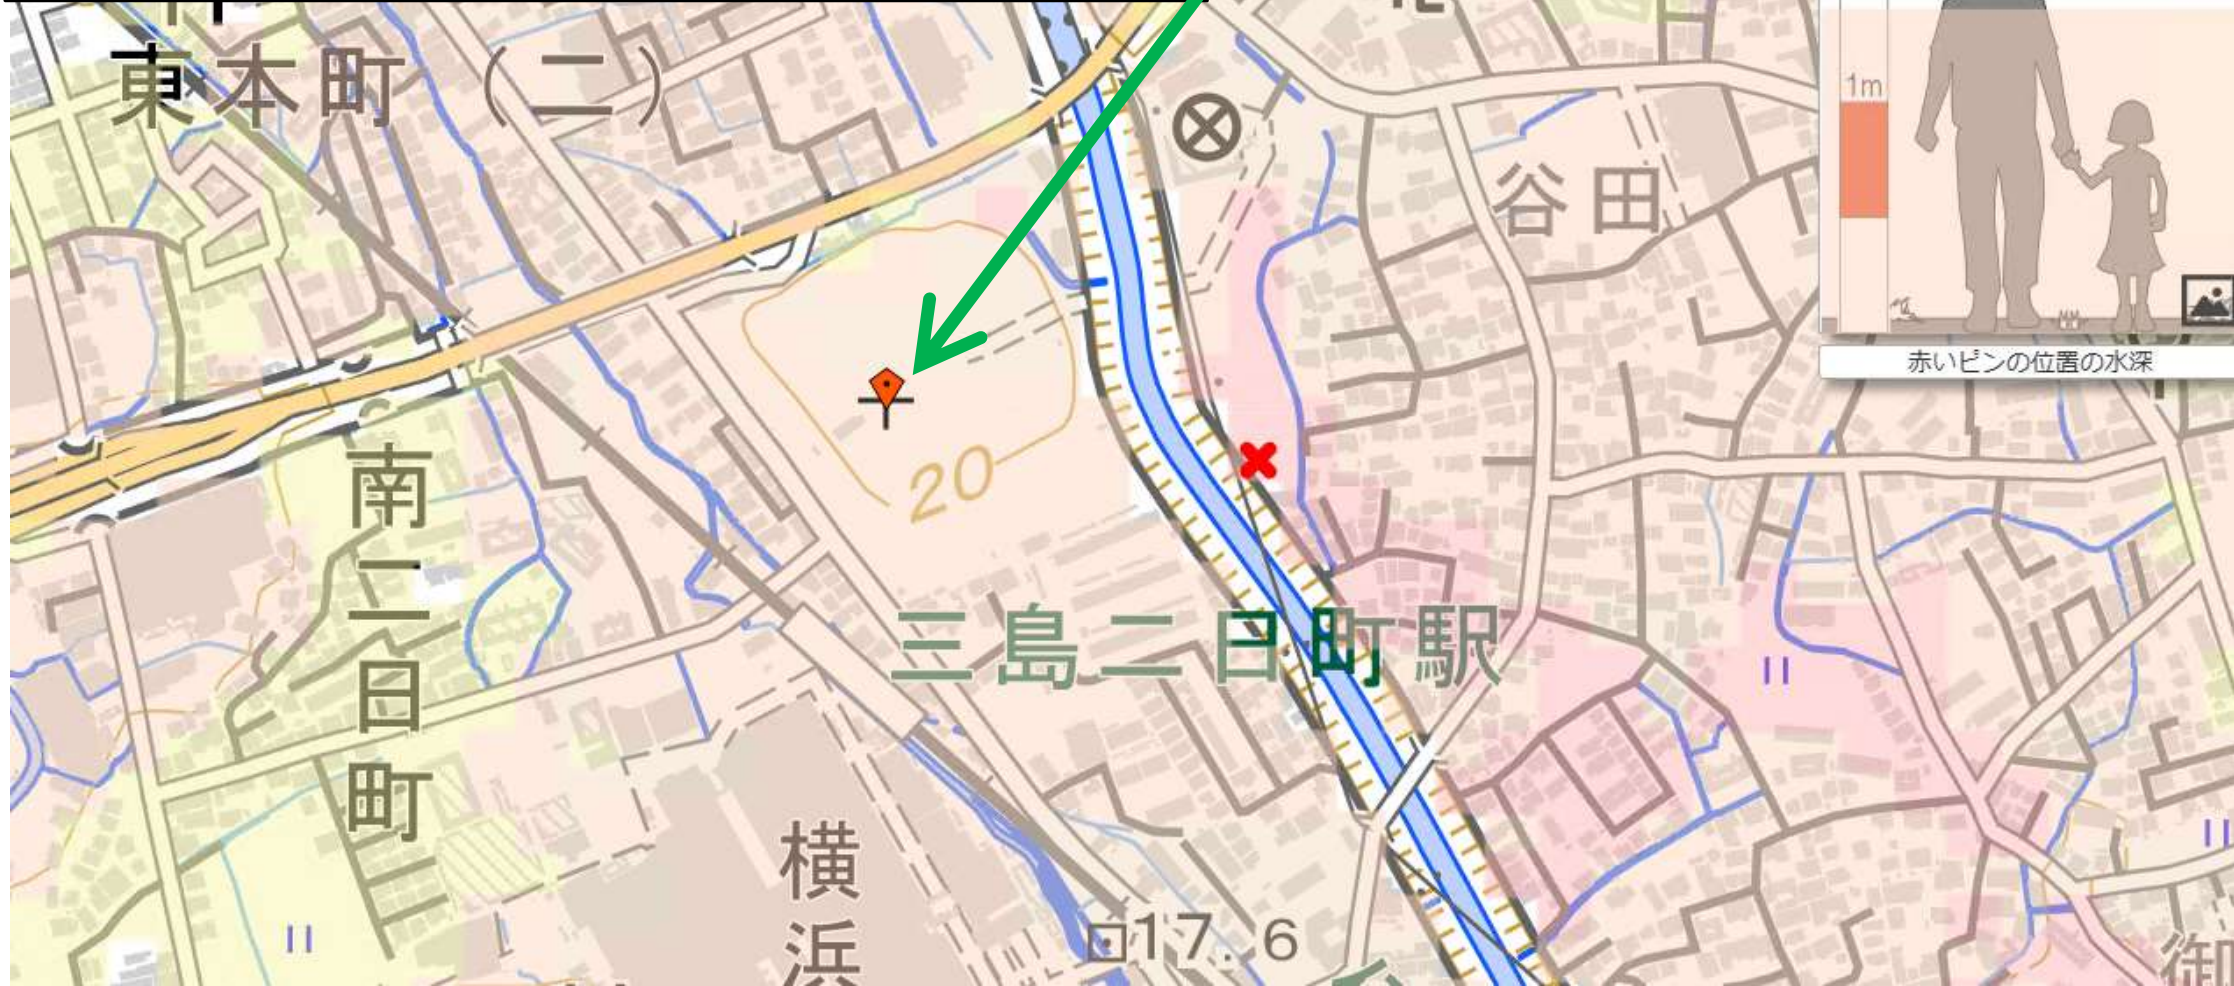 東本町（二）
谷田
1m
赤いピンの位置の水深
20
南二日町
三島二日町駅
横浜
17.6
御